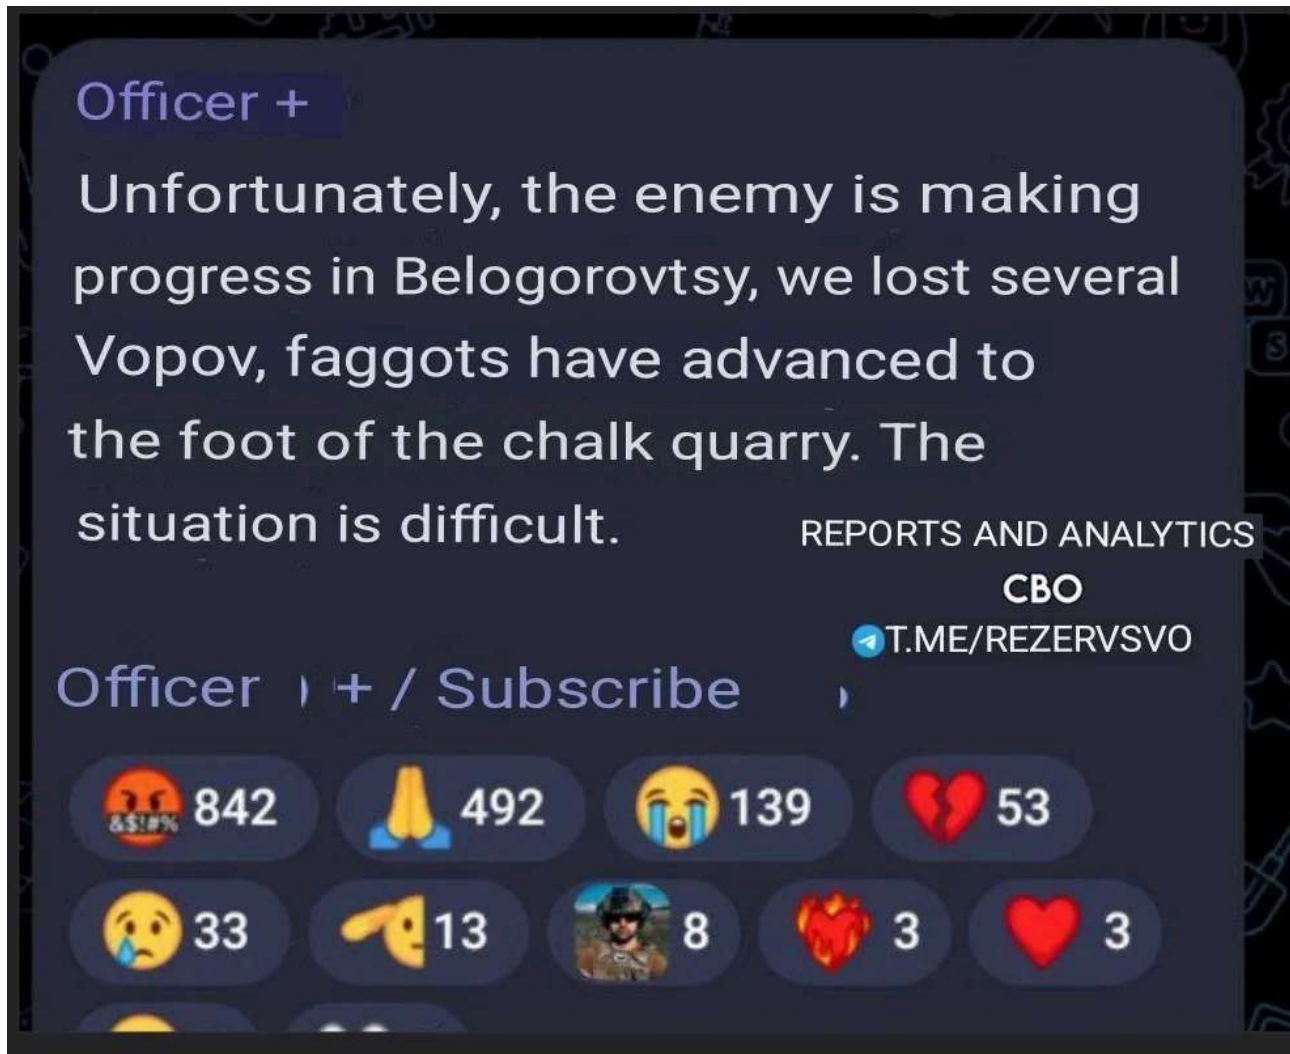 Officer +
Unfortunately, the enemy is making
progress in Belogorovtsy, we lost several
Vopov, faggots have advanced to
the foot of the chalk quarry. The
situation is difficult.
REPORTS AND ANALYTICS
CBO
T.ME/REZERVSVO
Officer + / Subscribe
&$!#% 842 492 139 53
33 13 8 3 3